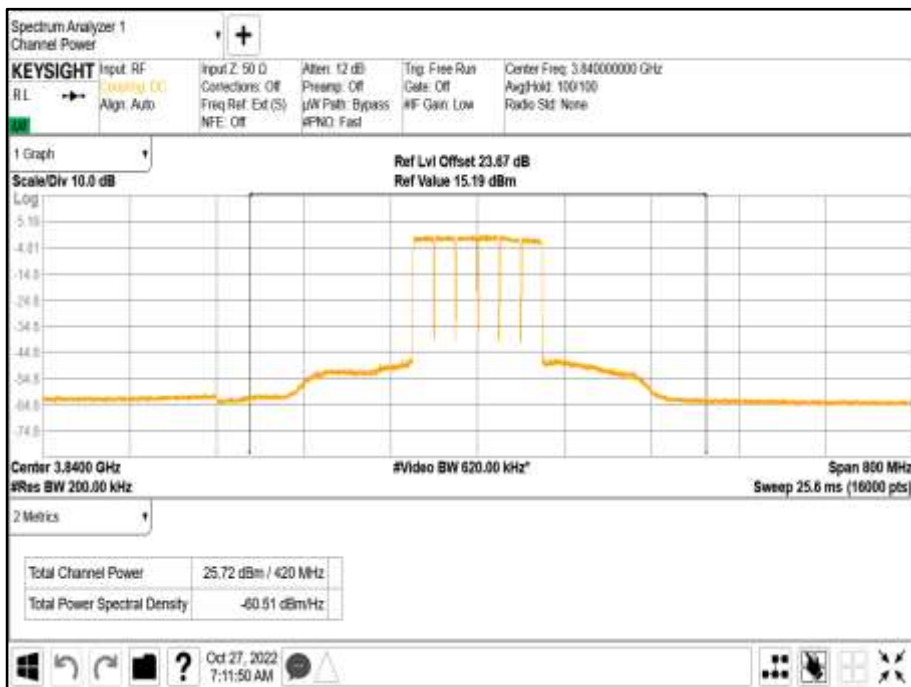 Spectrum Analyzer 1
Channel Power
+
KEYSIGHT
RL
Input: RF
Coupling: DC
Align: Auto
Input Z: 50 Ω
Corrections: Off
Freq Ref: Ext (S)
NFE: Off
Atten: 12 dB
Preamp: Off
µW Path: Bypass
#PNO: Fast
Trig: Free Run
Gate: Off
#IF Gain: Low
Center Freq: 3.840000000 GHz
Avg|Hold: 100/100
Radio Std: None
1 Graph
Scale/Div 10.0 dB
Ref Lvl Offset 23.67 dB
Ref Value 15.19 dBm
Log
5.19
-4.81
-14.8
-24.8
-34.8
-44.8
-54.8
-64.8
-74.8
Center 3.8400 GHz
#Video BW 620.00 kHz*
Span 800 MHz
#Res BW 200.00 kHz
Sweep 25.6 ms (16000 pts)
2 Metrics
Total Channel Power
25.72 dBm / 420 MHz
Total Power Spectral Density
-60.51 dBm/Hz
?
Oct 27, 2022
7:11:50 AM